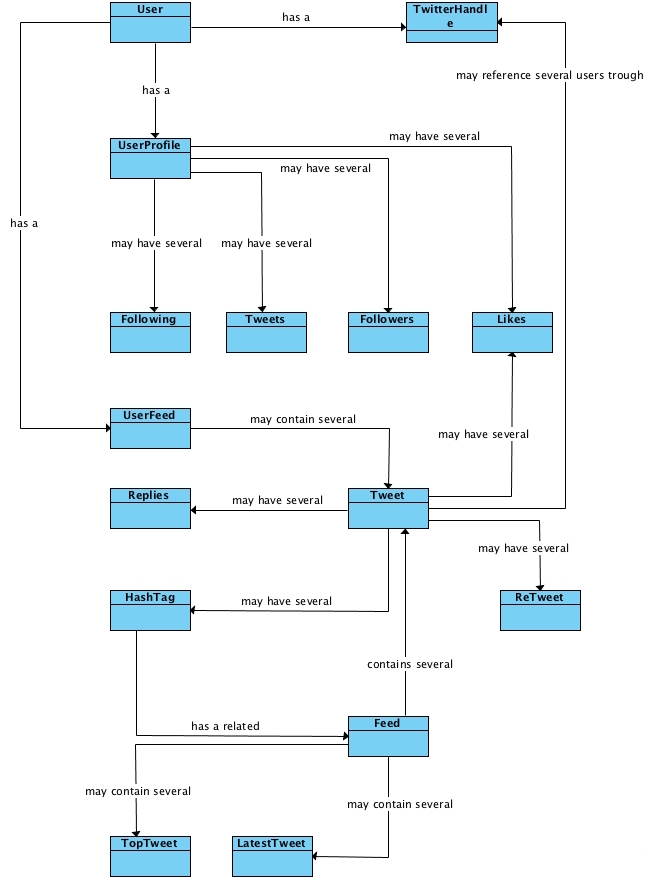 User
has a
TwitterHandl
e
may reference several users trough
has a
UserProfile
may have several
may have several
has a
may have several
may have several
Following
Tweets
Followers
Likes
UserFeed
may contain several
may have several
Replies
may have several
Tweet
may have several
HashTag
may have several
ReTweet
contains several
has a related
Feed
may contain several
may contain several
TopTweet
LatestTweet